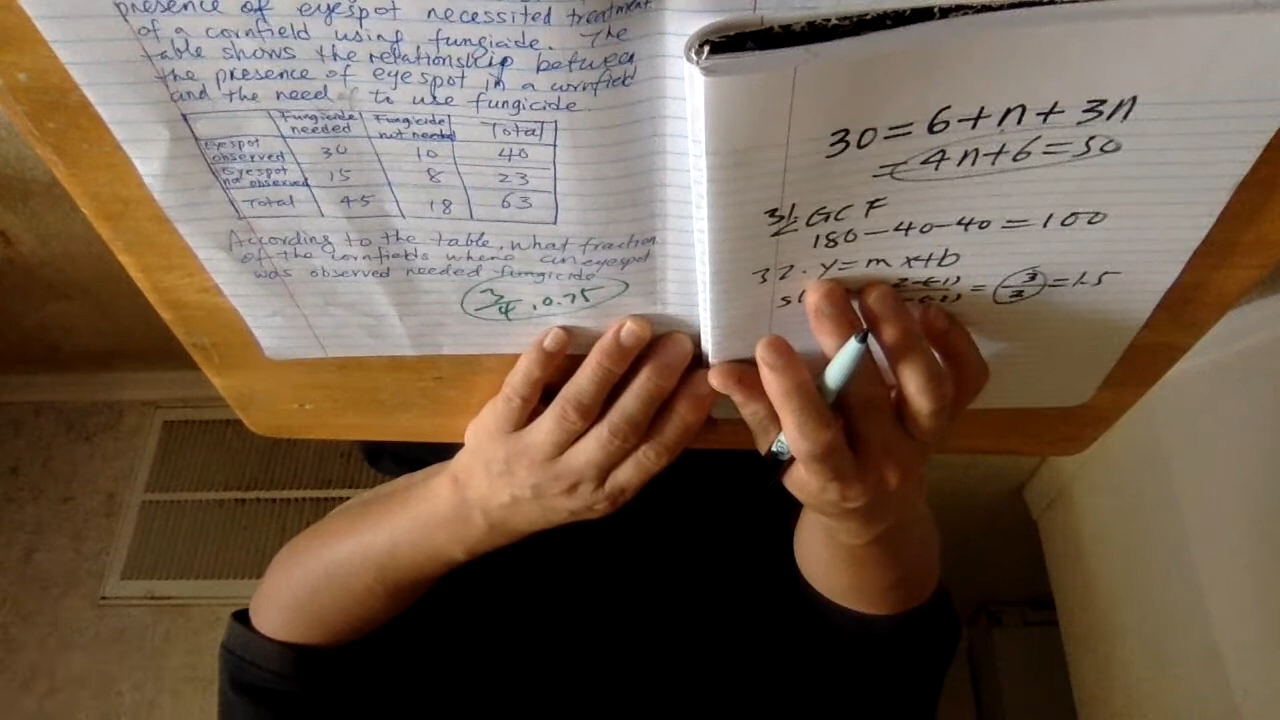 presence of eyespot necessited treatment
of a cornfield using fungicide. The
table shows the relationship between
the presence of eyespot in a cornfield
and the need to use fungicide.
Fungicide needed Fungicide not needed Total
Eyespot observed 30 10 40
Eyespot not observed 15 8 23
Total 45 18 63
According to the table, what fraction
of the cornfields where an eyespot
was observed needed fungicide
3/4, 0.75
30 = 6 + n + 3n
= 4n + 6 = 30
31. GCF
180 - 40 - 40 = 100
32. y = mx + b
= 3/2 = 1.5